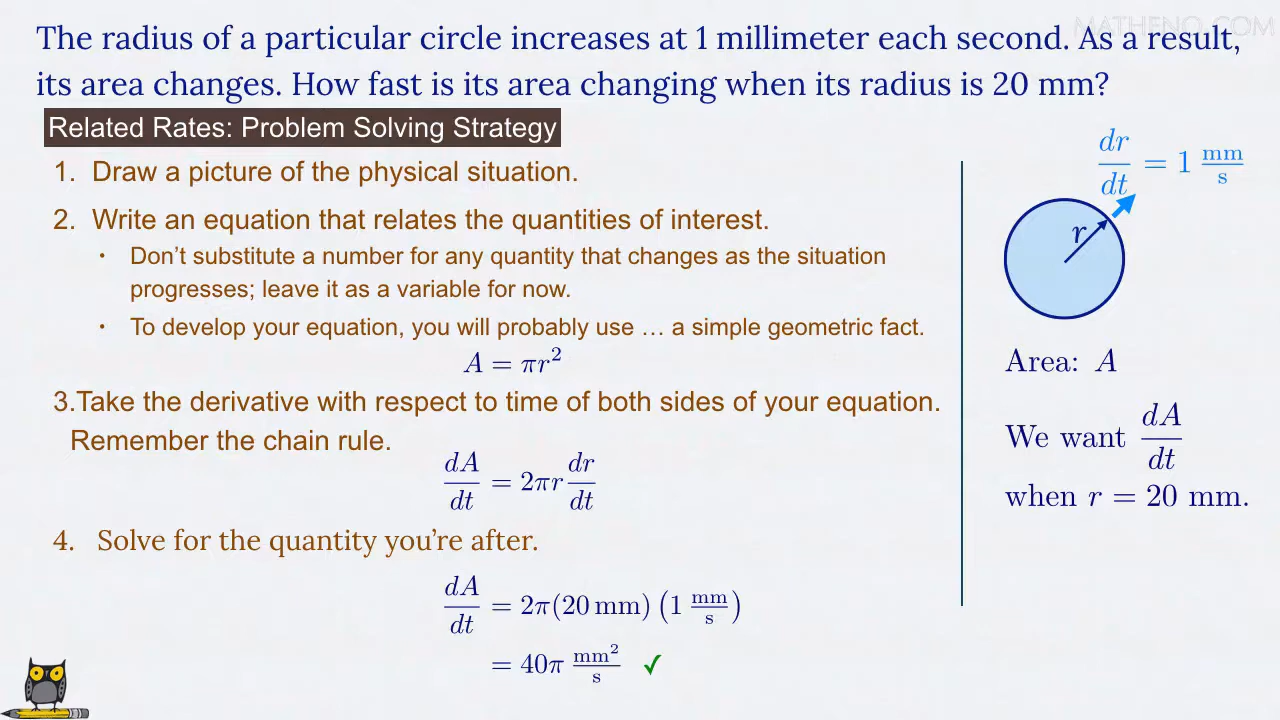 MATHENO.COM
The radius of a particular circle increases at 1 millimeter each second. As a result,
its area changes. How fast is its area changing when its radius is 20 mm?
Related Rates: Problem Solving Strategy
1. Draw a picture of the physical situation.
2. Write an equation that relates the quantities of interest.
· Don't substitute a number for any quantity that changes as the situation
progresses; leave it as a variable for now.
· To develop your equation, you will probably use … a simple geometric fact.
A = πr²
3.Take the derivative with respect to time of both sides of your equation.
Remember the chain rule.
dA/dt = 2πr dr/dt
4. Solve for the quantity you're after.
dA/dt = 2π(20 mm) (1 mm/s)
= 40π mm²/s ✓
dr/dt = 1 mm/s
r
Area: A
We want dA/dt
when r = 20 mm.